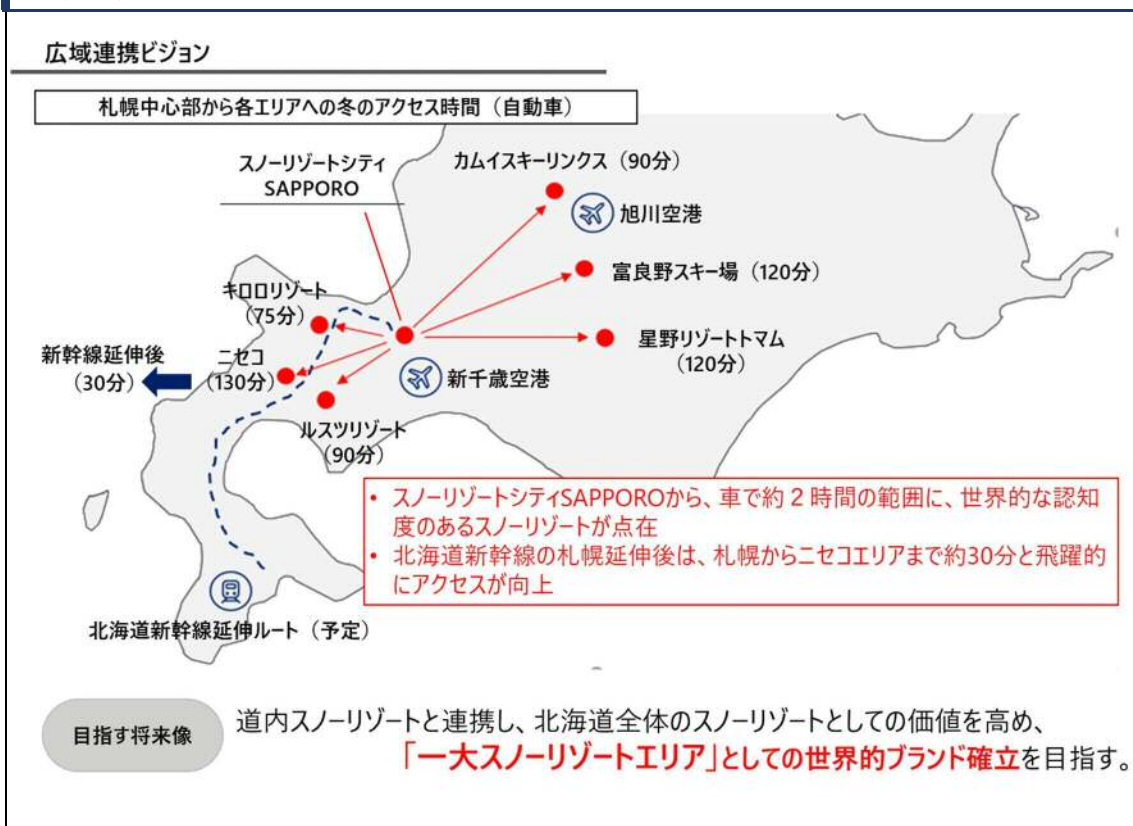 広域連携ビジョン
札幌中心部から各エリアへの冬のアクセス時間（自動車）
スノーリゾートシティ
SAPPORO
カムイスキーリンクス（90分）
旭川空港
富良野スキー場（120分）
キロロリゾート
（75分）
星野リゾートトマム
（120分）
新幹線延伸後
（30分）
ニセコ
（130分）
新千歳空港
ルスツリゾート
（90分）
• スノーリゾートシティSAPPOROから、車で約２時間の範囲に、世界的な認知
度のあるスノーリゾートが点在
• 北海道新幹線の札幌延伸後は、札幌からニセコエリアまで約30分と飛躍的
にアクセスが向上
北海道新幹線延伸ルート（予定）
目指す将来像
道内スノーリゾートと連携し、北海道全体のスノーリゾートとしての価値を高め、
「一大スノーリゾートエリア」としての世界的ブランド確立を目指す。